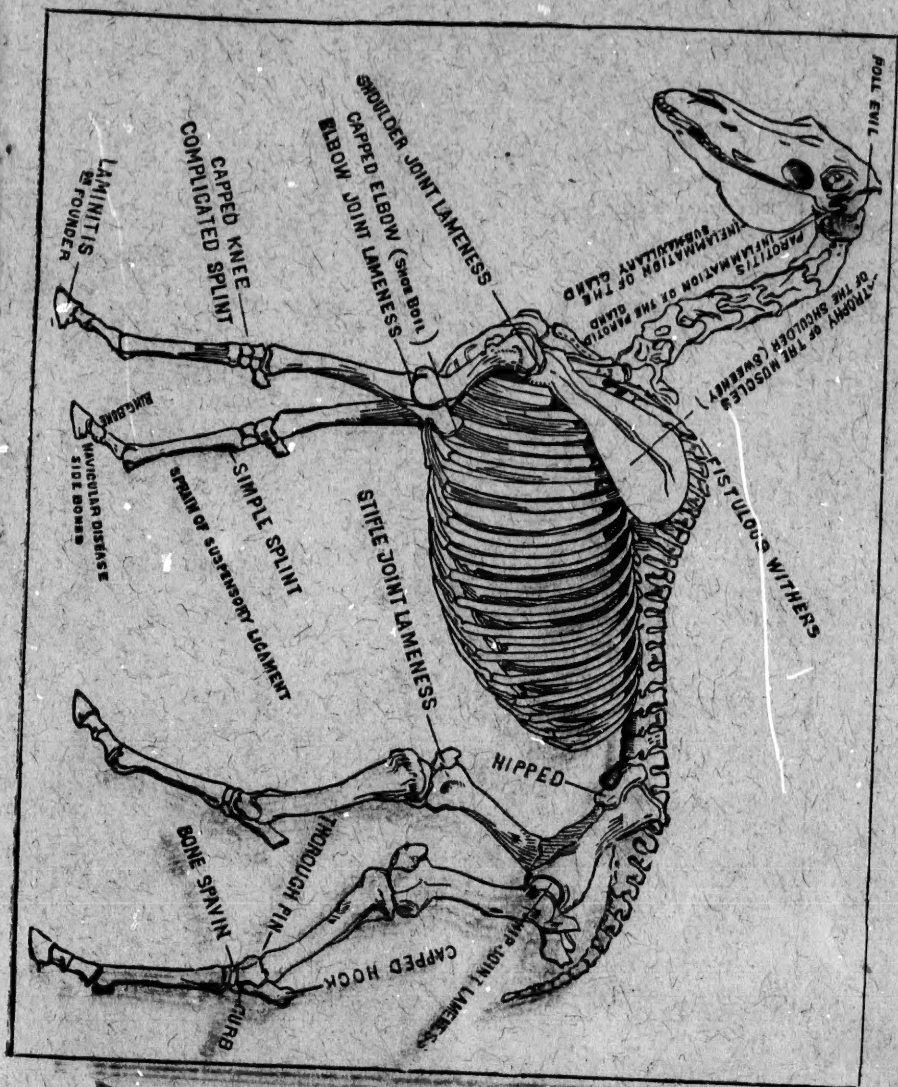 POLL EVIL
INFLAMMATION OF THE
SUBMAXILLARY GLAND
PAROTITIS
INFLAMMATION OF THE PAROTID
GLAND
TROPHY OF THE MUSCLES
OF THE SHOULDER (SWEENEY)
FISTULOUS WITHERS
SHOULDER JOINT LAMENESS
CAPPED ELBOW (SHOE BOIL)
ELBOW JOINT LAMENESS
CAPPED KNEE
COMPLICATED SPLINT
LAMINITIS
OR FOUNDER
RINGBONE
NAVICULAR DISEASE
SIDE BONES
SIMPLE SPLINT
SPRAIN OF SUSPENSORY LIGAMENT
STIFLE JOINT LAMENESS
HIPPED
HIP JOINT LAMENESS
THOROUGH PIN
BONE SPAVIN
CAPPED HOCK
CURB